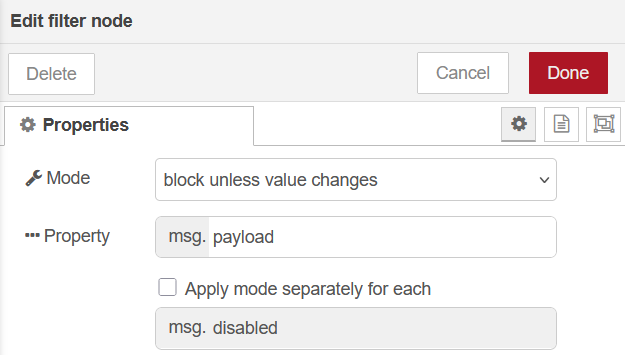 Edit filter node
Delete
Cancel
Done
Properties
Mode
block unless value changes
Property
msg. payload
Apply mode separately for each
msg. disabled